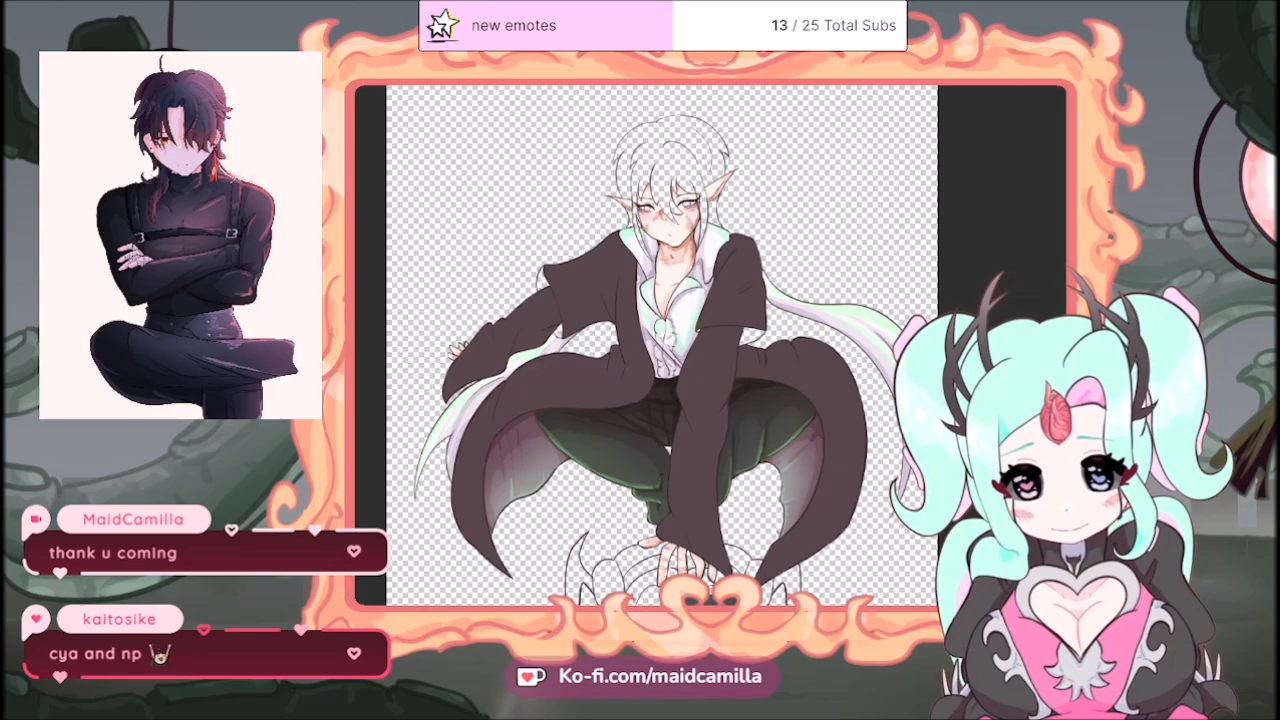 new emotes
13 / 25 Total Subs
MaidCamilla
thank u coming
kaitosike
cya and np
Ko-fi.com/maidcamilla